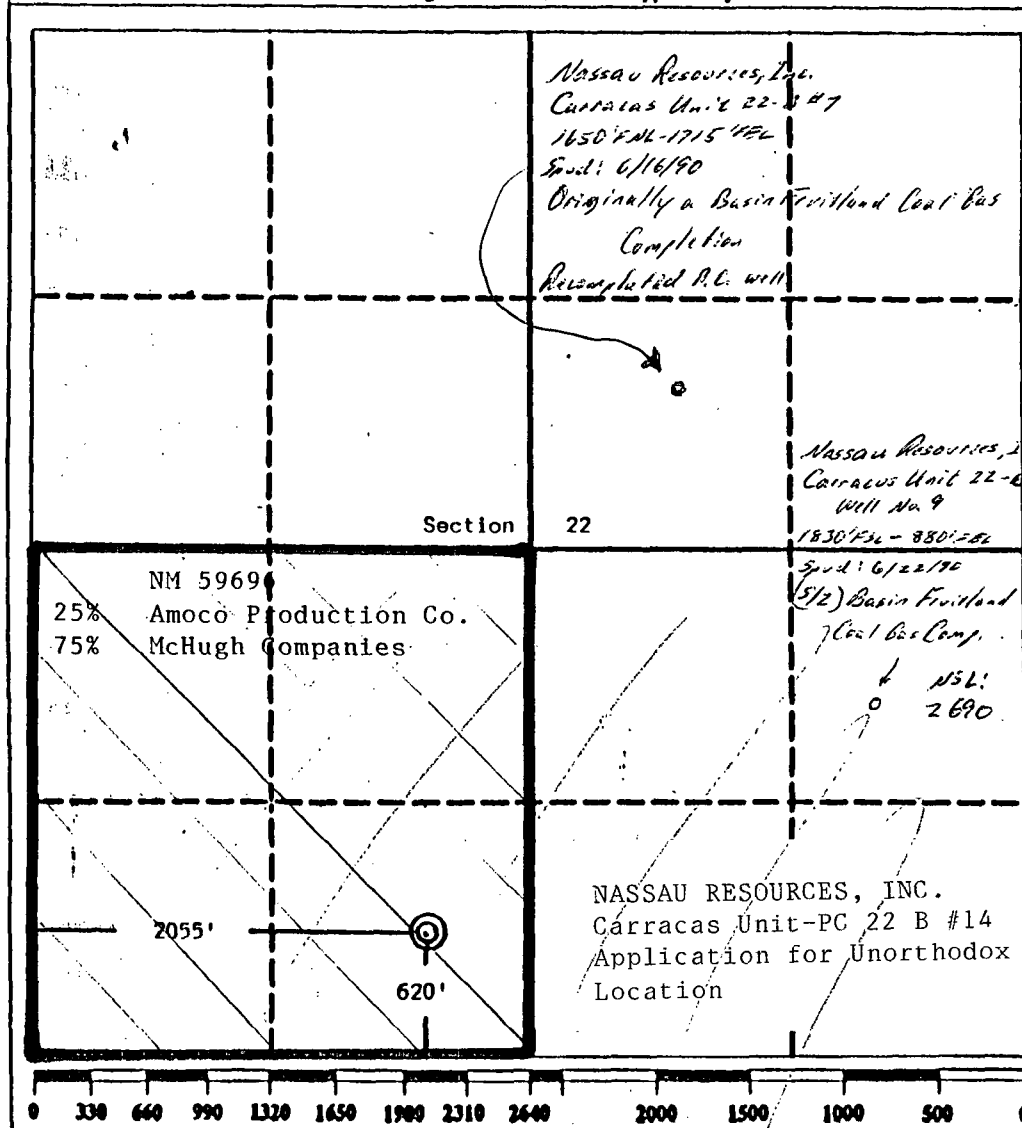 Nassau Resources, Inc.
Carracas Unit 22-B #7
1650'FNL-1715'FEL
Spud: 6/16/90
Originally a Basin Fruitland Coal Gas
Completion
Recompleted P.C. well
Nassau Resources, I
Carracas Unit 22-
Well No. 9
1830'FSL - 880'FEL
Section 22
Spud: 6/22/90
(S/2) Basin Fruitland
Coal Gas Comp.
NSL:
2690
NM 59696
25% Amoco Production Co.
75% McHugh Companies
NASSAU RESOURCES, INC.
Carracas Unit-PC 22 B #14
Application for Unorthodox
Location
2055'
620'
0 330 660 990 1320 1650 1980 2310 2640 2000 1500 1000 500